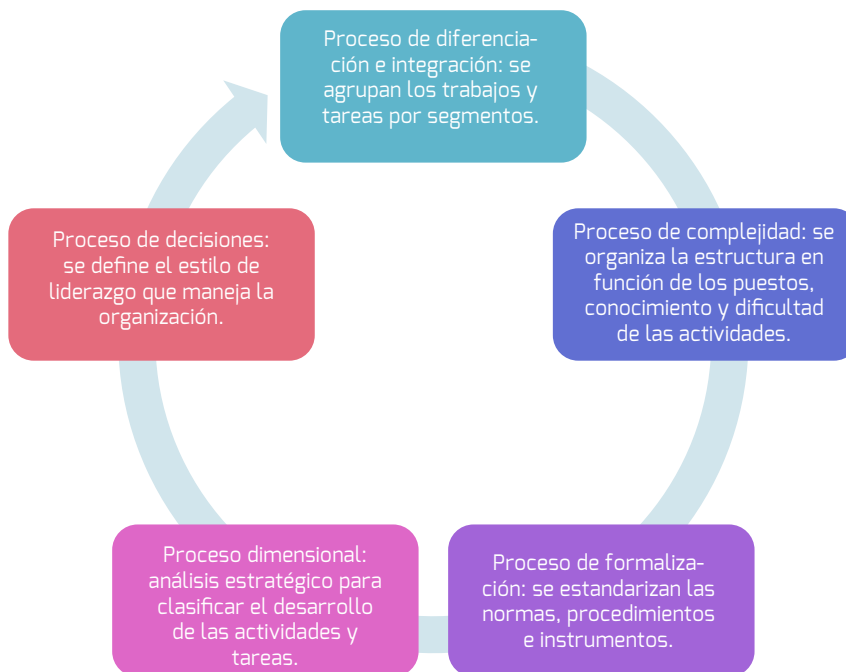 Proceso de diferencia-
ción e integración: se
agrupan los trabajos y
tareas por segmentos.
Proceso de complejidad: se
organiza la estructura en
función de los puestos,
conocimiento y dificultad
de las actividades.
Proceso de formaliza-
ción: se estandarizan las
normas, procedimientos
e instrumentos.
Proceso dimensional:
análisis estratégico para
clasificar el desarrollo
de las actividades y
tareas.
Proceso de decisiones:
se define el estilo de
liderazgo que maneja la
organización.